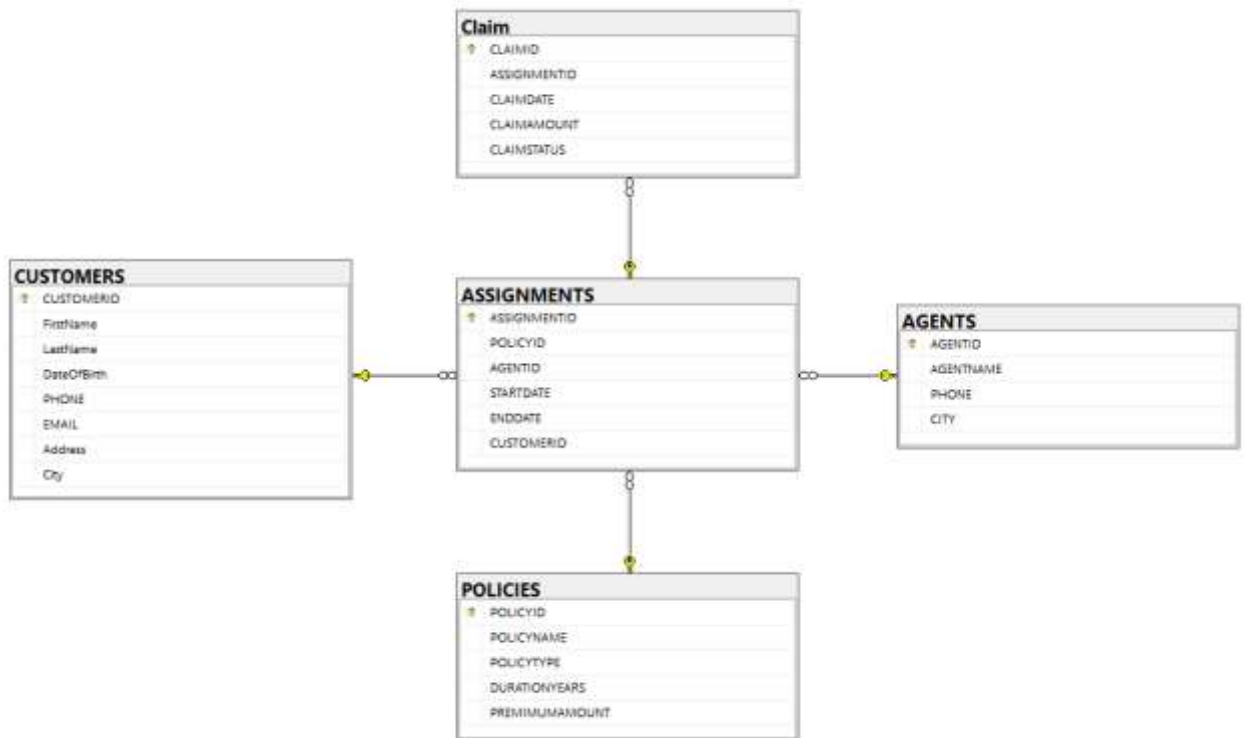 Claim
CLAIMID
ASSIGNMENTID
CLAIMDATE
CLAIMAMOUNT
CLAIMSTATUS
CUSTOMERS
CUSTOMERID
FirstName
LastName
DateOfBirth
PHONE
EMAIL
Address
City
ASSIGNMENTS
ASSIGNMENTID
POLICYID
AGENTID
STARTDATE
ENDDATE
CUSTOMERID
AGENTS
AGENTID
AGENTNAME
PHONE
CITY
POLICIES
POLICYID
POLICYNAME
POLICYTYPE
DURATIONYEARS
PREMIMUMAMOUNT